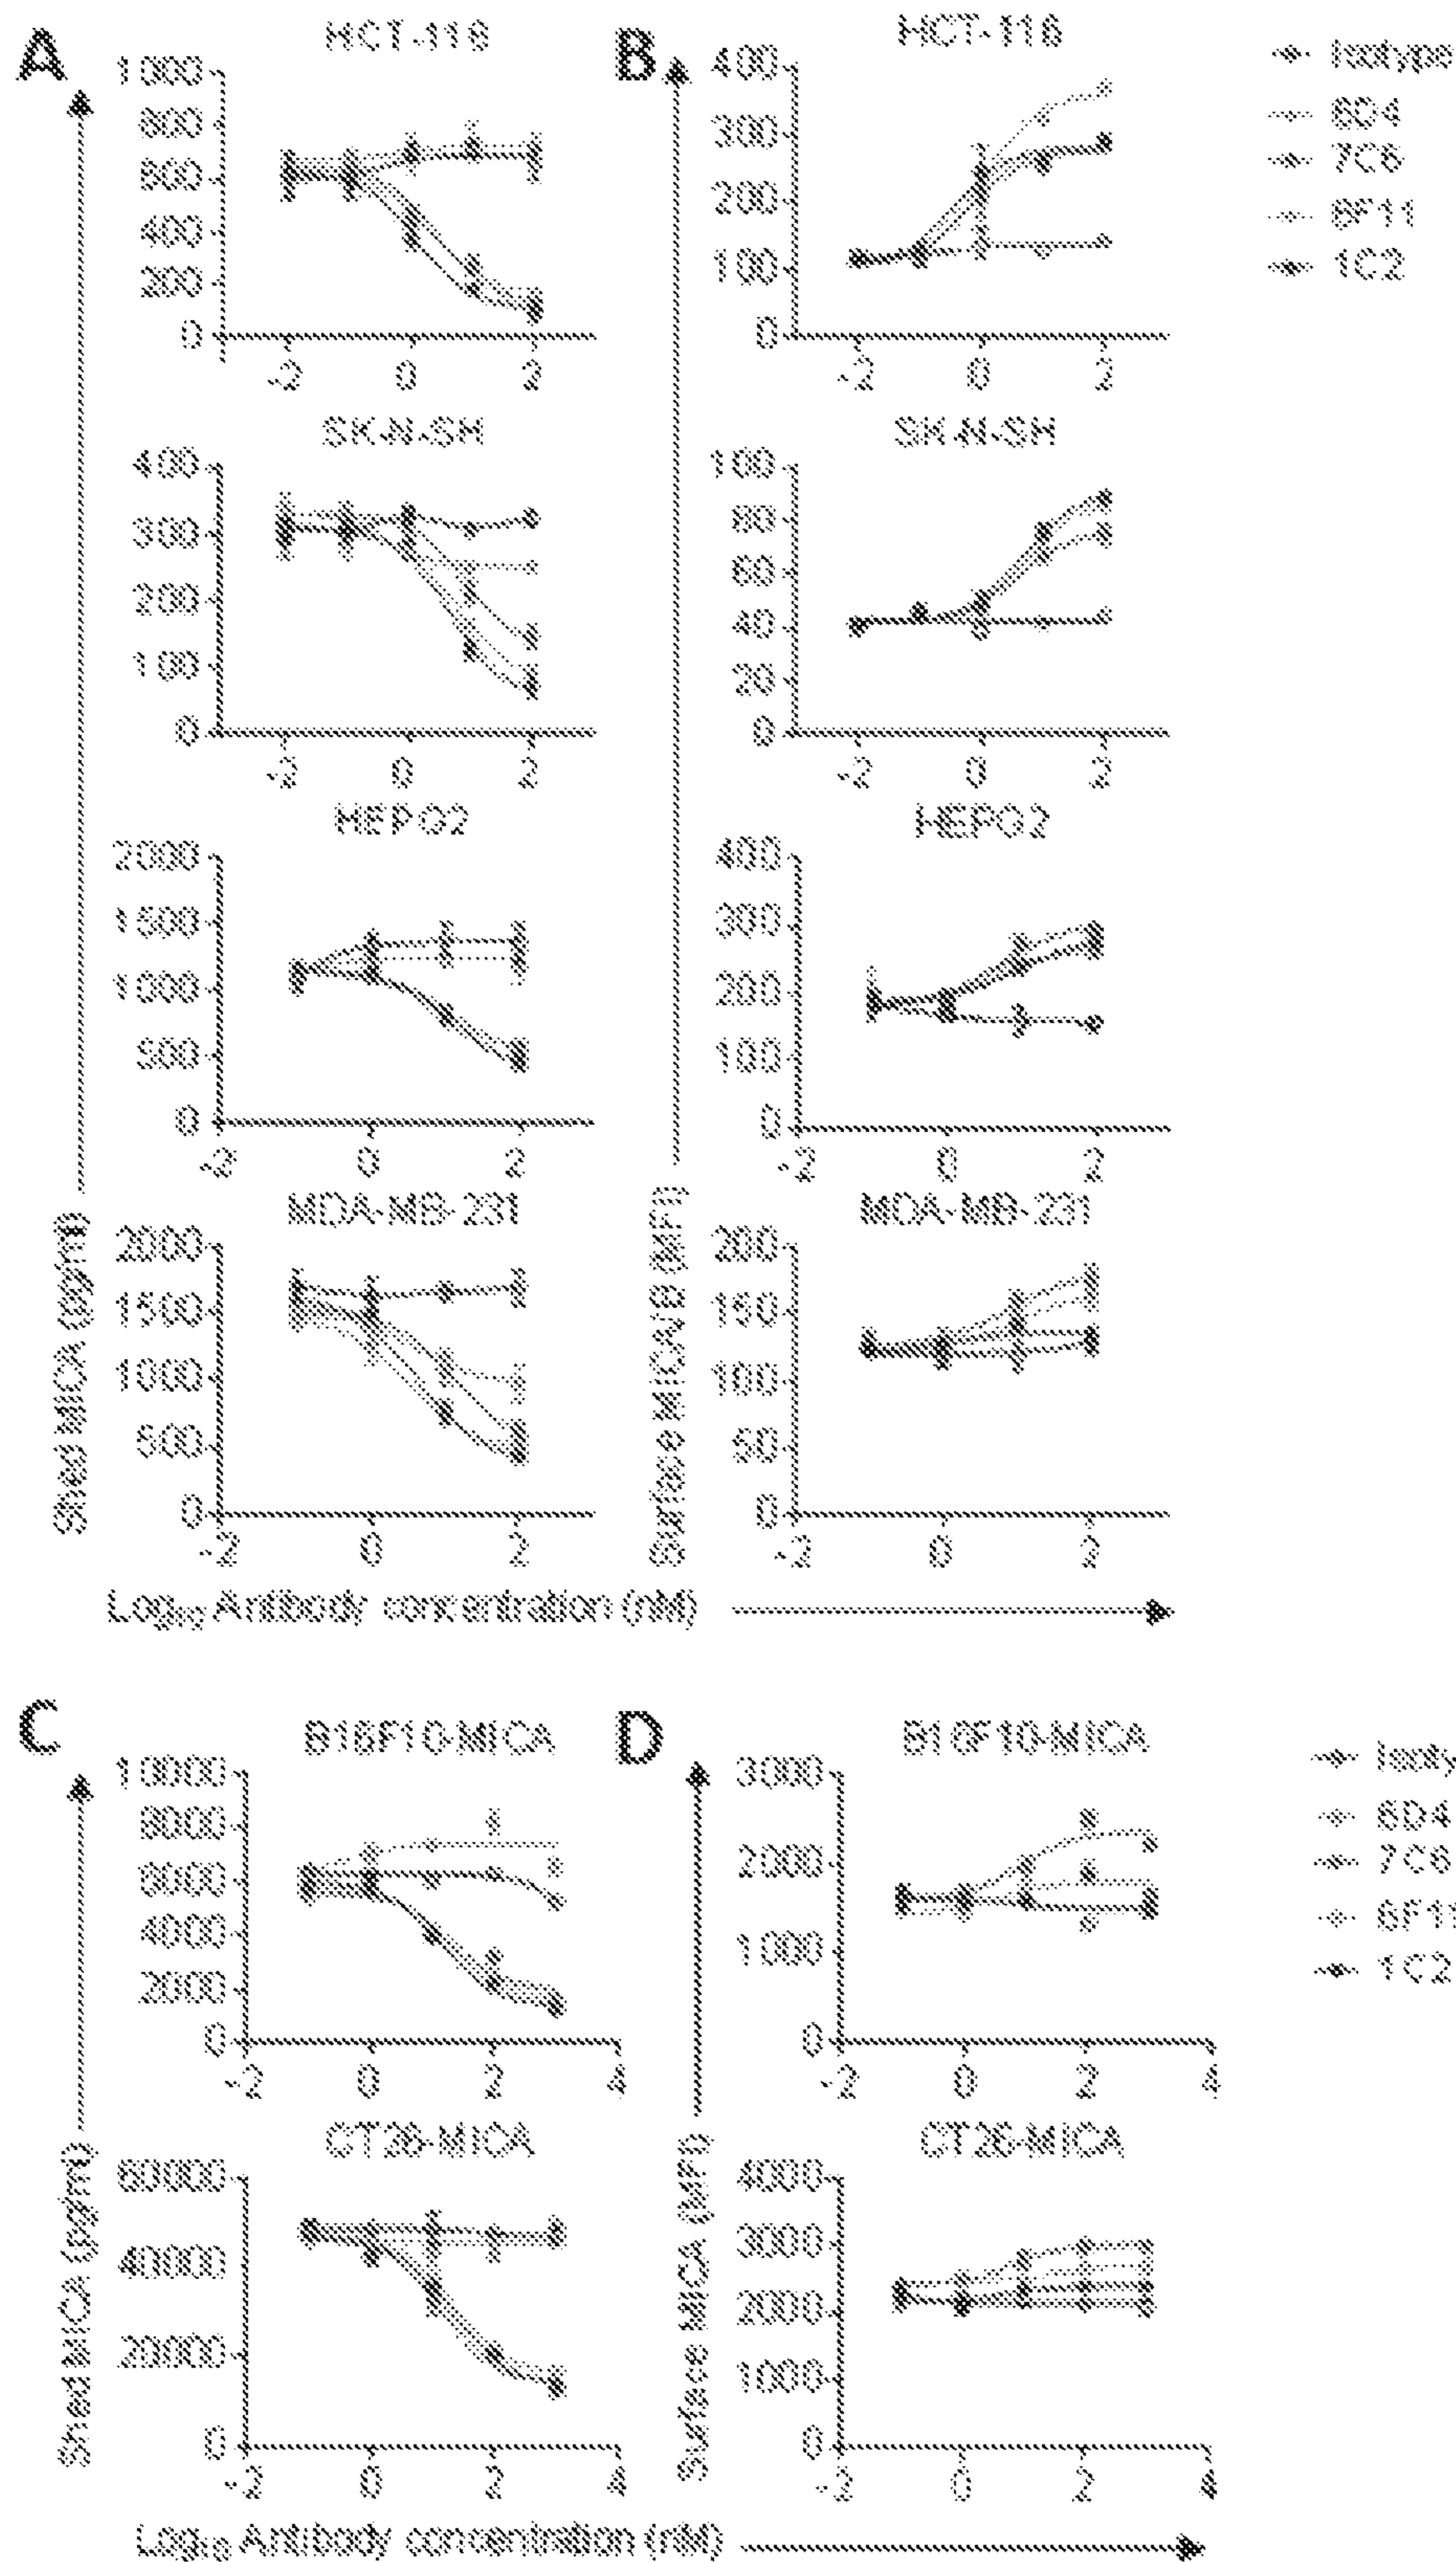 A
HCT-116
1000
800
600
400
200
0
-2 0 2
SK-N-SH
400
300
200
100
0
-2 0 2
HEPG2
2000
1500
1000
500
0
-2 0 2
MDA-MB-231
2000
1500
1000
500
0
-2 0 2
Shed MICA (pg/ml)
B
HCT-116
400
300
200
100
0
-2 0 2
SK-N-SH
100
80
60
40
20
0
-2 0 2
HEPG2
400
300
200
100
0
-2 0 2
MDA-MB-231
200
150
100
50
0
-2 0 2
Surface MICA/B (MFI)
Isotype
6D4
7C6
6F11
1C2
Log10 Antibody concentration (nM)
C
B16F10-MICA
10000
8000
6000
4000
2000
0
-2 0 2 4
CT26-MICA
60000
40000
20000
0
-2 0 2 4
Shed MICA (pg/ml)
D
B16F10-MICA
3000
2000
1000
0
-2 0 2 4
CT26-MICA
4000
3000
2000
1000
0
-2 0 2 4
Surface MICA (MFI)
Isoty
6D4
7C6
6F11
1C2
Log10 Antibody concentration (nM)